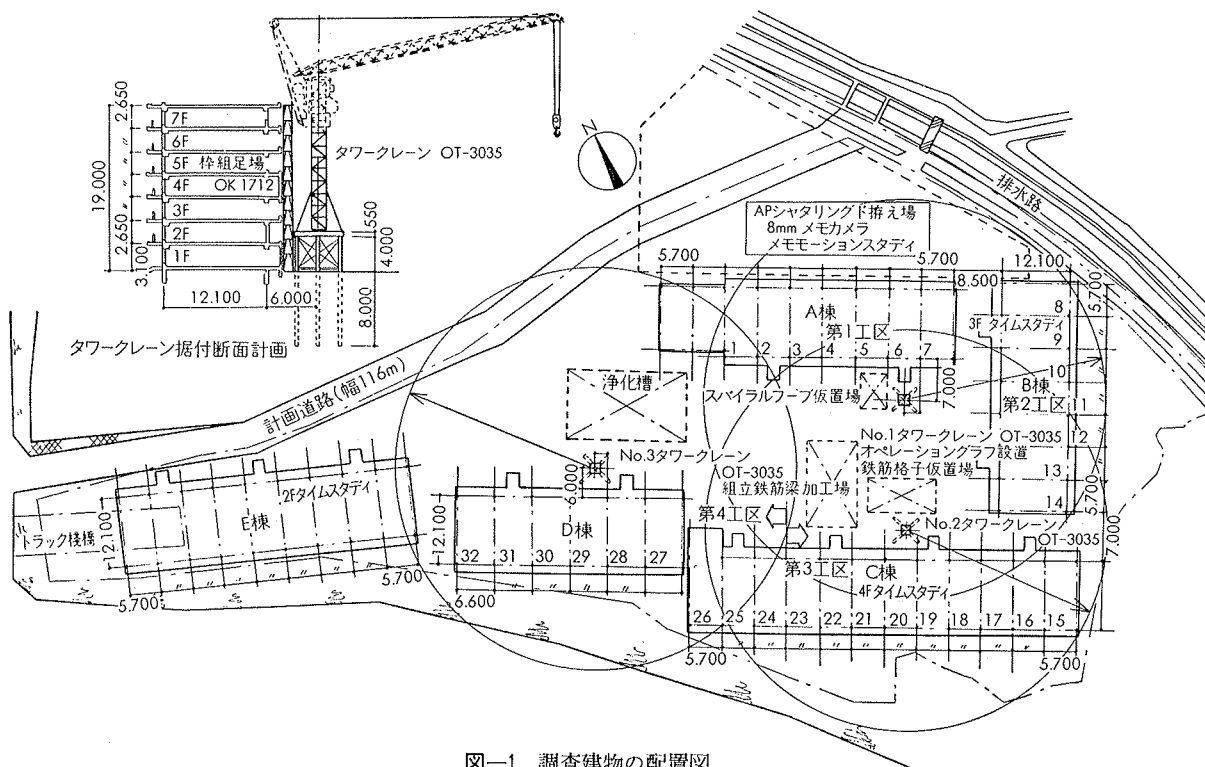 2.650
〃
〃
〃
〃
2.650
3.100
19.000
7F
6F
5F 枠組足場
4F OK 1712
3F
2F
1F
12.100
6.000
550
4.000
8.000
タワークレーン OT-3035
タワークレーン据付断面計画
N
排水路
計画道路(幅116m)
APシャタリングド拵え場
8mm メモカメラ
メモモーションスタディ
5.700
5.700
8.500
12.100
5.700
A棟
第1工区
1 2 3 4 5 6 7
7.000
浄化槽
スパイラルフープ仮置場
3F タイムスタディ
8
9
10
11
12
13
14
B棟
第2工区
〃
5.700
7.000
No.1タワークレーン OT-3035
オペレーショングラフ設道
鉄筋格子仮置場
No.3タワークレーン
OT-3035
6.000
組立鉄筋梁加工場
第4工区
第3工区
No.2タワークレーン
OT-3035
C棟
4Fタイムスタディ
26 25 24 23 22 21 20 19 18 17 16 15
5.700 〃 〃 〃 〃 〃 〃 〃 〃 〃 5.700
D棟
12.100
32 31 30 29 28 27
6.600 〃 〃 〃 〃
2Fタイムスタディ
E棟
トラック桟橋
12.100
5.700 〃 〃 〃 〃 〃 〃 5.700
図—1 調査建物の配置図